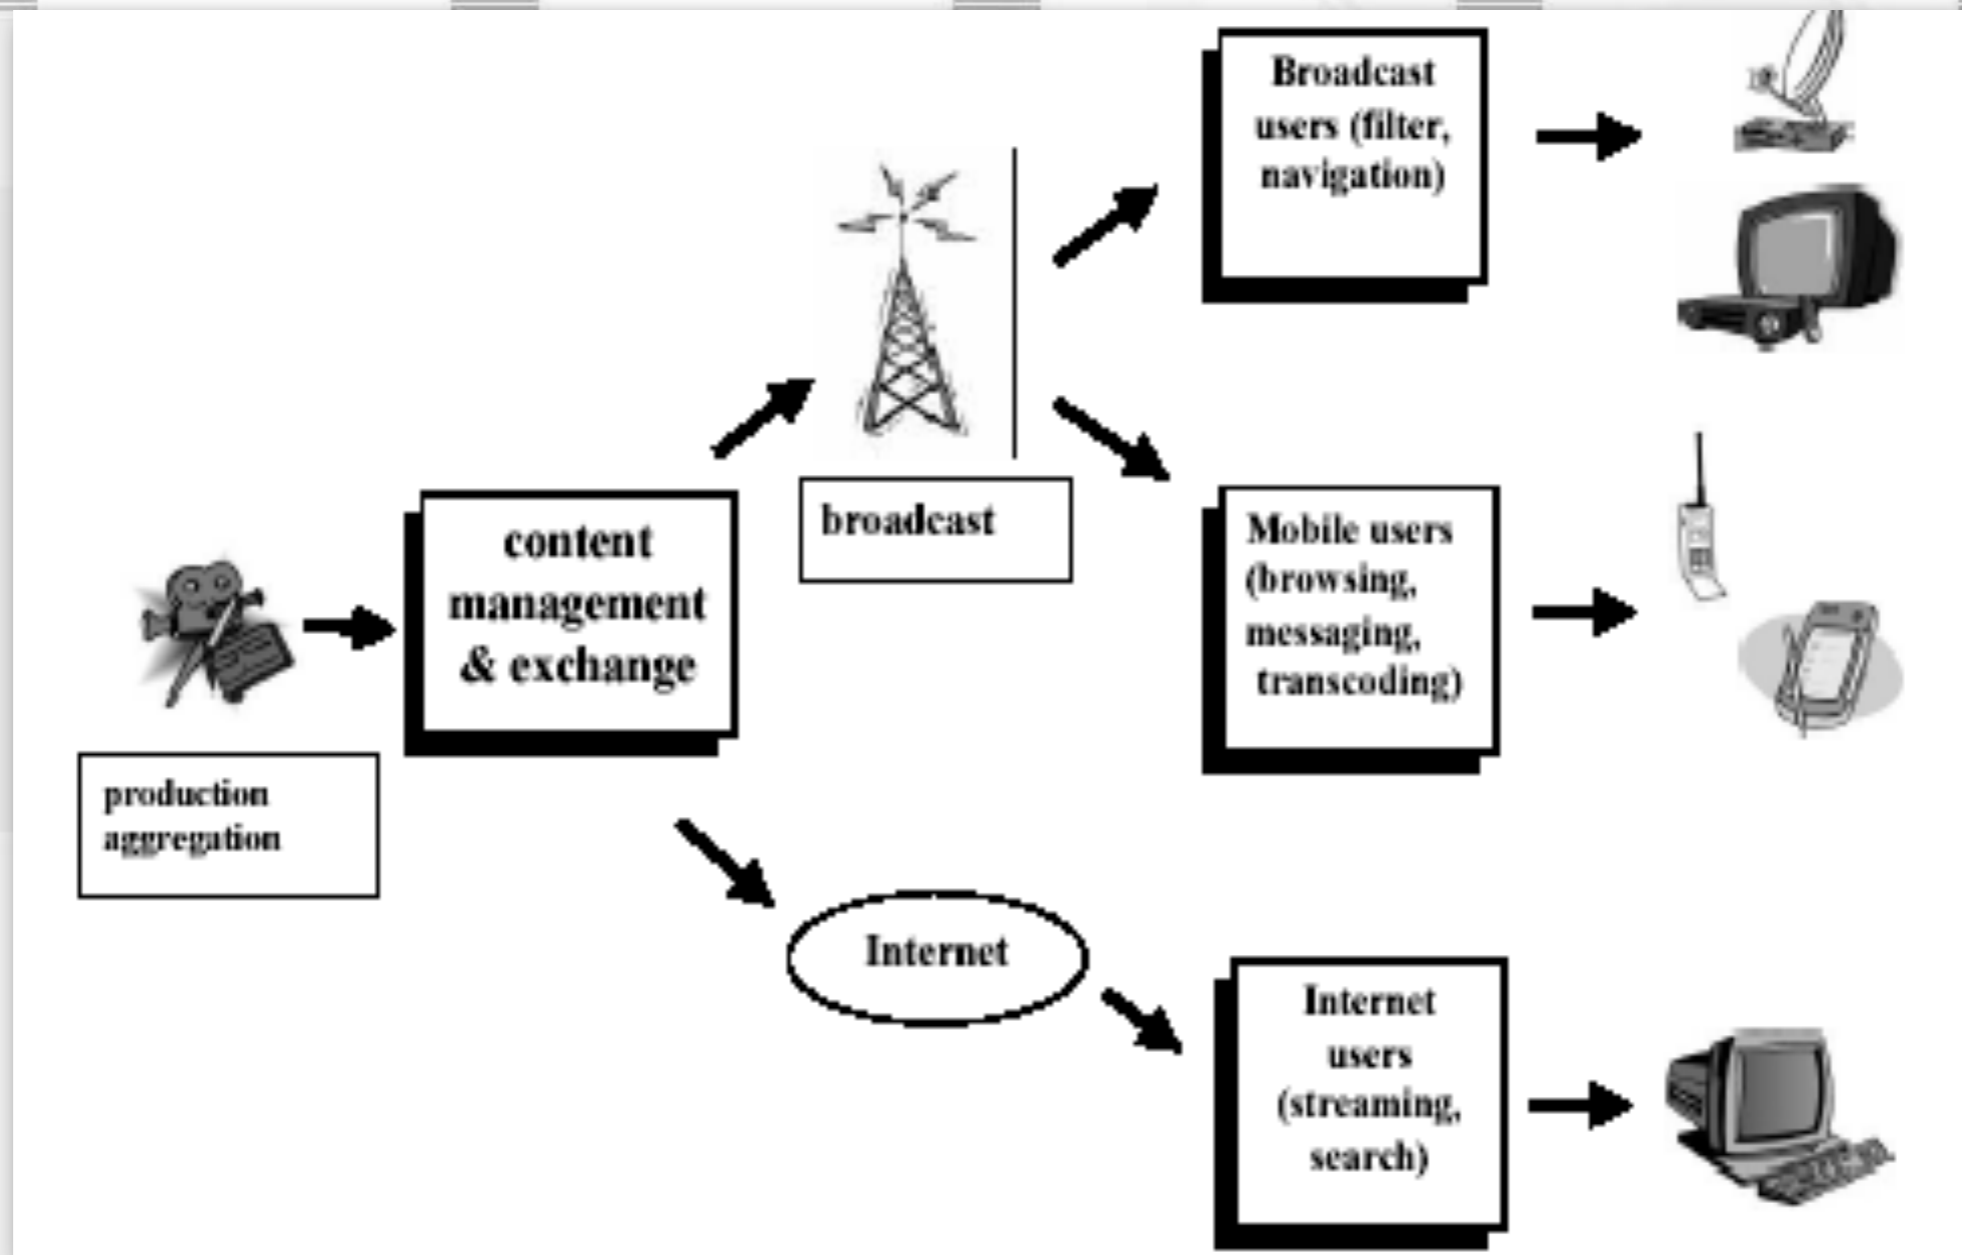 Broadcast
users (filter,
navigation)
broadcast
content
management
& exchange
Mobile users
(browsing,
messaging,
transcoding)
production
aggregation
Internet
Internet
users
(streaming,
search)